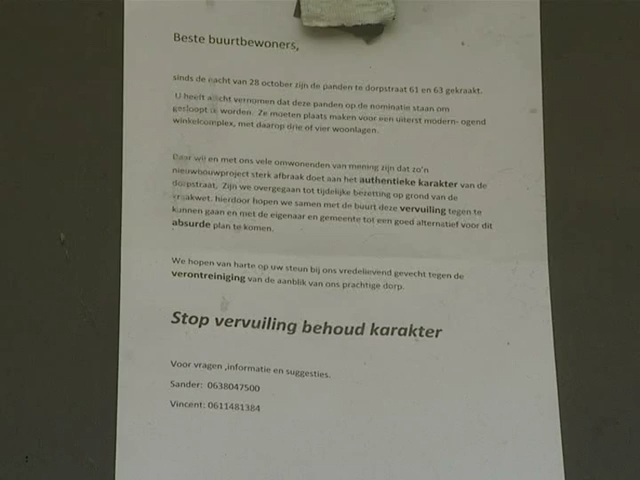 Beste buurtbewoners,
sinds de nacht van 28 october zijn de panden te dorpstraat 61 en 63 gekraakt.
U heeft allicht vernomen dat deze panden op de nominatie staan om
gesloopt te worden. Ze moeten plaats maken voor een uiterst modern- ogend
winkelcomplex, met daarop drie of vier woonlagen.
Daar wij en met ons vele omwonenden van mening zijn dat zo'n
nieuwbouwproject sterk afbraak doet aan het authentieke karakter van de
dorpstraat, Zijn we overgegaan tot tijdelijke bezetting op grond van de
kraakwet. hierdoor hopen we samen met de buurt deze vervuiling tegen te
kunnen gaan en met de eigenaar en gemeente tot een goed alternatief voor dit
absurde plan te komen.
We hopen van harte op uw steun bij ons vredelievend gevecht tegen de
verontreiniging van de aanblik van ons prachtige dorp.
Stop vervuiling behoud karakter
Voor vragen ,informatie en suggesties.
Sander: 0638047500
Vincent: 0611481384